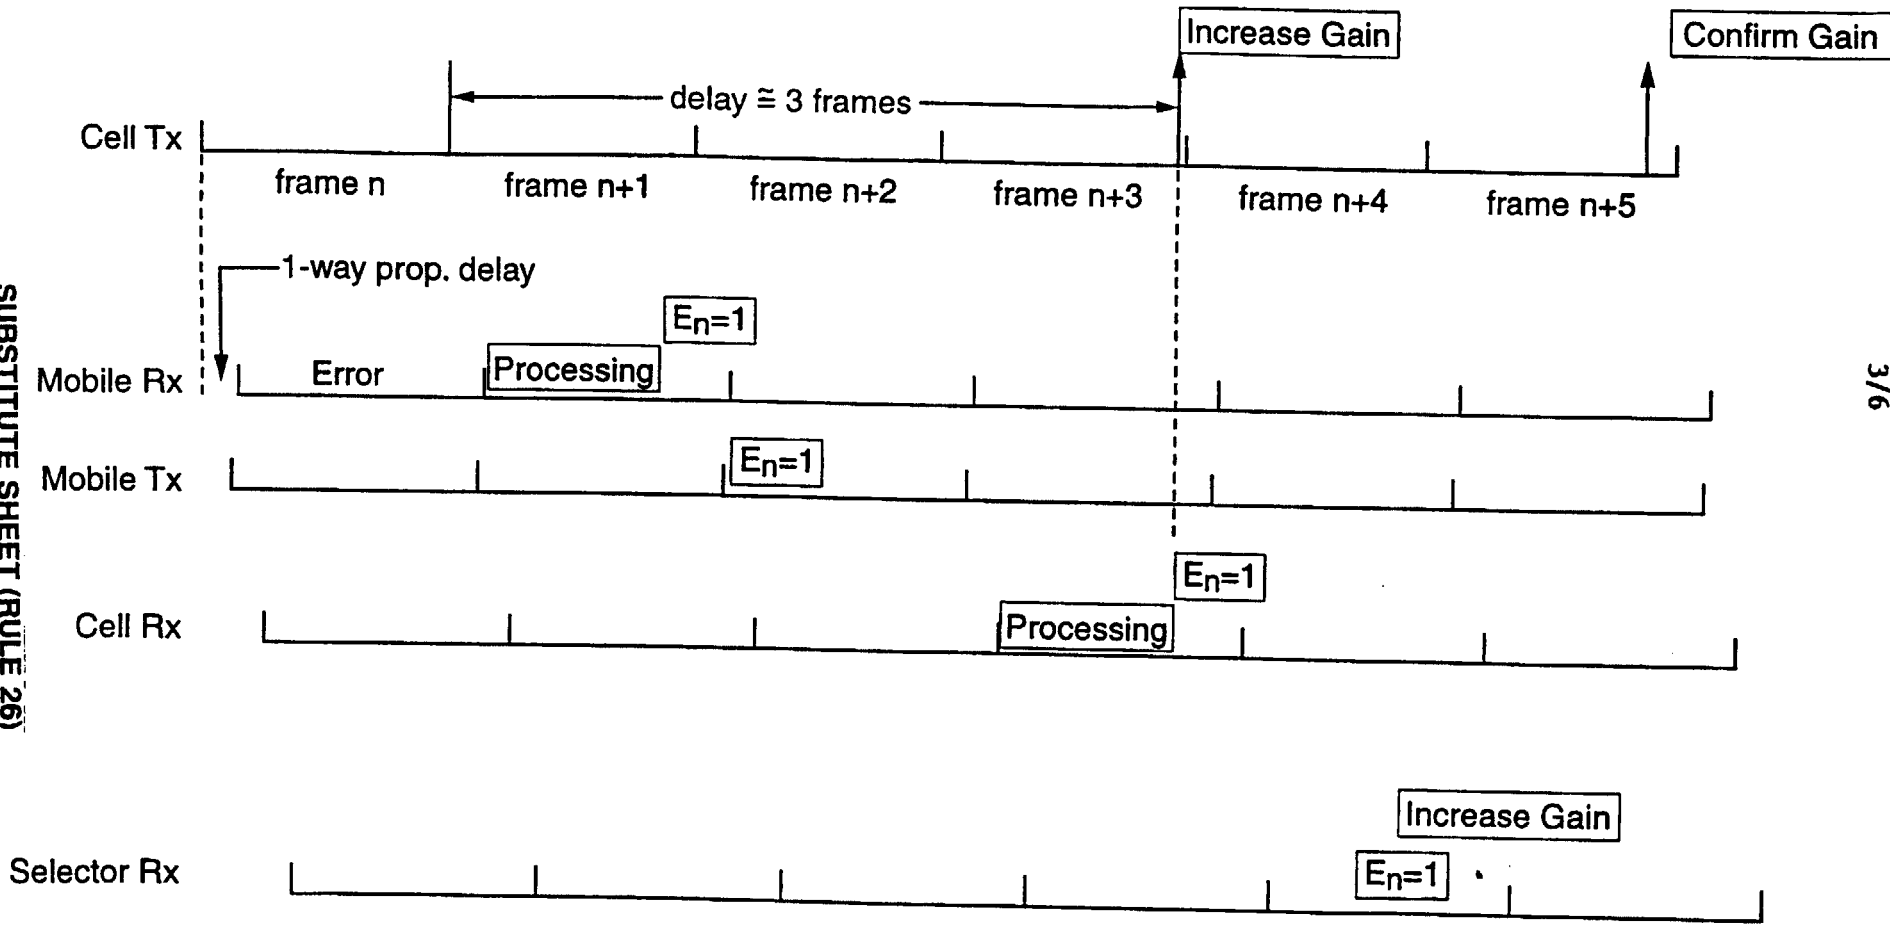 Increase Gain
Confirm Gain
delay ≅ 3 frames
Cell Tx
frame n
frame n+1
frame n+2
frame n+3
frame n+4
frame n+5
1-way prop. delay
En=1
Mobile Rx
Error
Processing
Mobile Tx
En=1
En=1
Cell Rx
Processing
Increase Gain
Selector Rx
En=1
SUBSTITUTE SHEET (RULE 26)
3/6